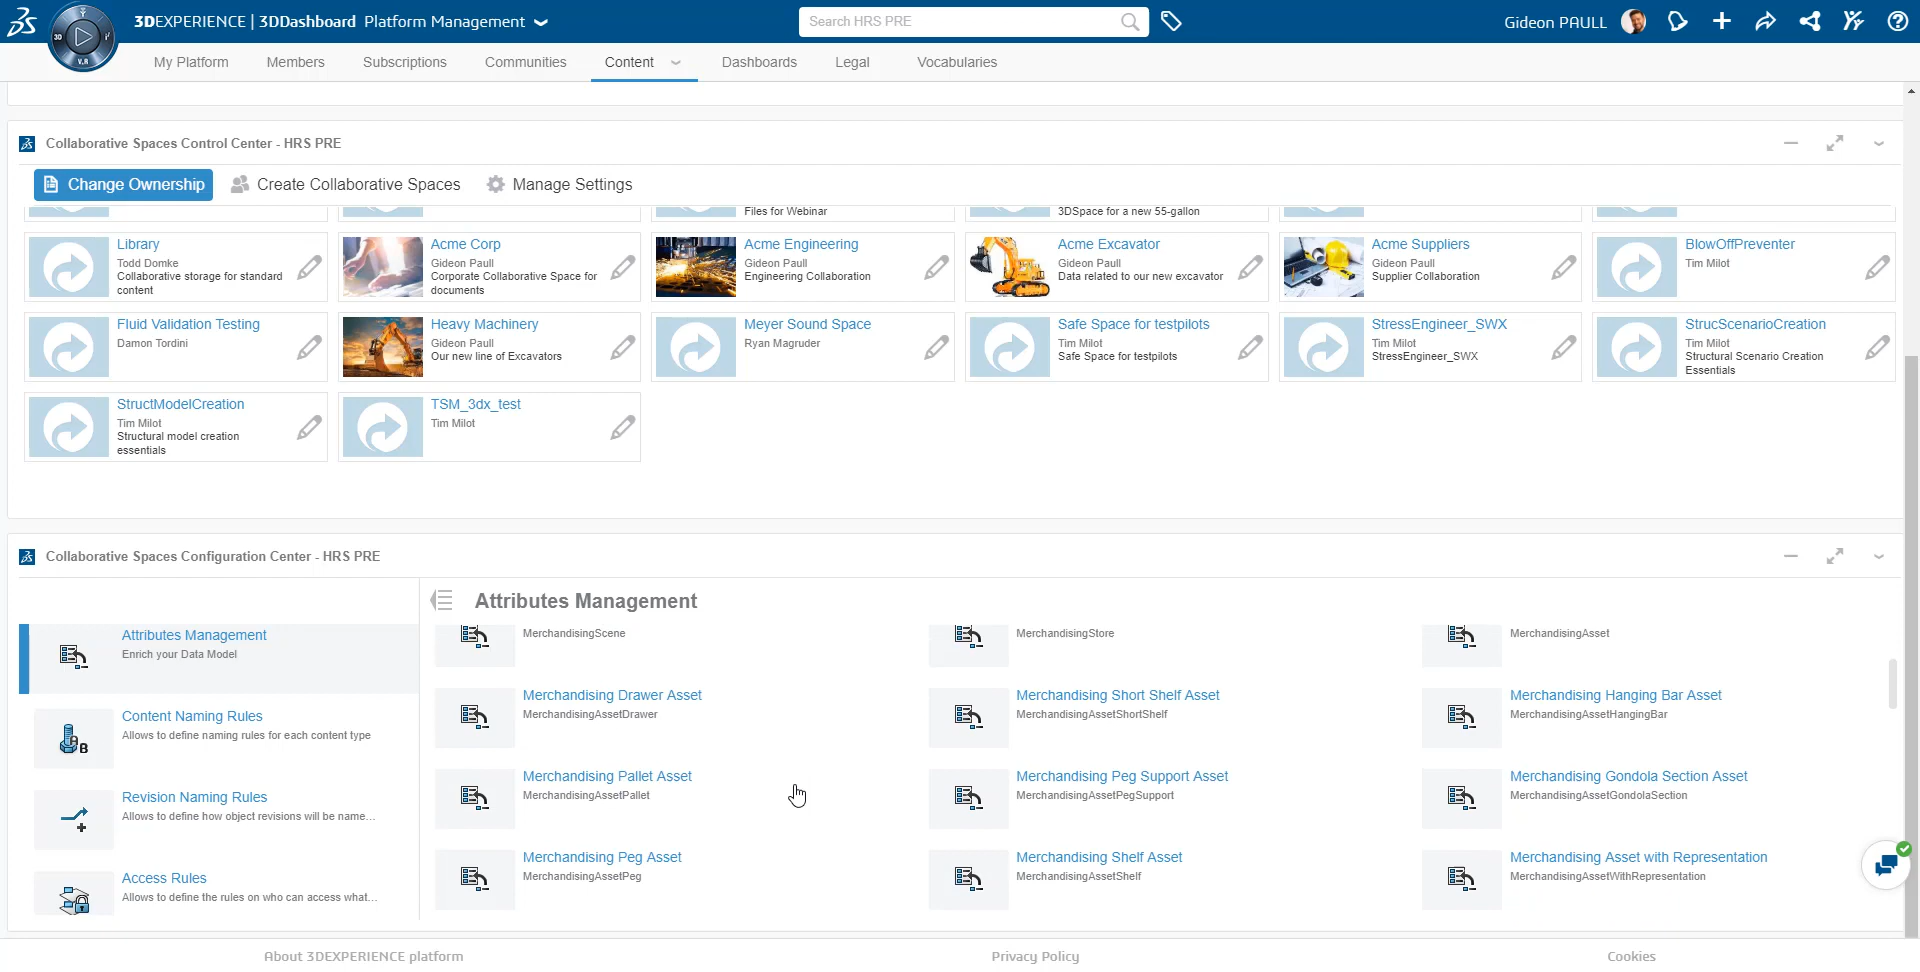 3DEXPERIENCE | 3DDashboard Platform Management
Search HRS PRE
Gideon PAULL
3D
V.R
My Platform
Members
Subscriptions
Communities
Content
Dashboards
Legal
Vocabularies
Collaborative Spaces Control Center - HRS PRE
Change Ownership
Create Collaborative Spaces
Manage Settings
Files for Webinar
3DSpace for a new 55-gallon
Library
Todd Domke
Collaborative storage for standard
content
Acme Corp
Gideon Paull
Corporate Collaborative Space for
documents
Acme Engineering
Gideon Paull
Engineering Collaboration
Acme Excavator
Gideon Paull
Data related to our new excavator
Acme Suppliers
Gideon Paull
Supplier Collaboration
BlowOffPreventer
Tim Milot
Fluid Validation Testing
Damon Tordini
Heavy Machinery
Gideon Paull
Our new line of Excavators
Meyer Sound Space
Ryan Magruder
Safe Space for testpilots
Tim Milot
Safe Space for testpilots
StressEngineer_SWX
Tim Milot
StressEngineer_SWX
StrucScenarioCreation
Tim Milot
Structural Scenario Creation
Essentials
StructModelCreation
Tim Milot
Structural model creation
essentials
TSM_3dx_test
Tim Milot
Collaborative Spaces Configuration Center - HRS PRE
Attributes Management
Enrich your Data Model
Content Naming Rules
Allows to define naming rules for each content type
Revision Naming Rules
Allows to define how object revisions will be name...
Access Rules
Allows to define the rules on who can access what...
Attributes Management
MerchandisingScene
MerchandisingStore
MerchandisingAsset
Merchandising Drawer Asset
MerchandisingAssetDrawer
Merchandising Short Shelf Asset
MerchandisingAssetShortShelf
Merchandising Hanging Bar Asset
MerchandisingAssetHangingBar
Merchandising Pallet Asset
MerchandisingAssetPallet
Merchandising Peg Support Asset
MerchandisingAssetPegSupport
Merchandising Gondola Section Asset
MerchandisingAssetGondolaSection
Merchandising Peg Asset
MerchandisingAssetPeg
Merchandising Shelf Asset
MerchandisingAssetShelf
Merchandising Asset with Representation
MerchandisingAssetWithRepresentation
About 3DEXPERIENCE platform
Privacy Policy
Cookies